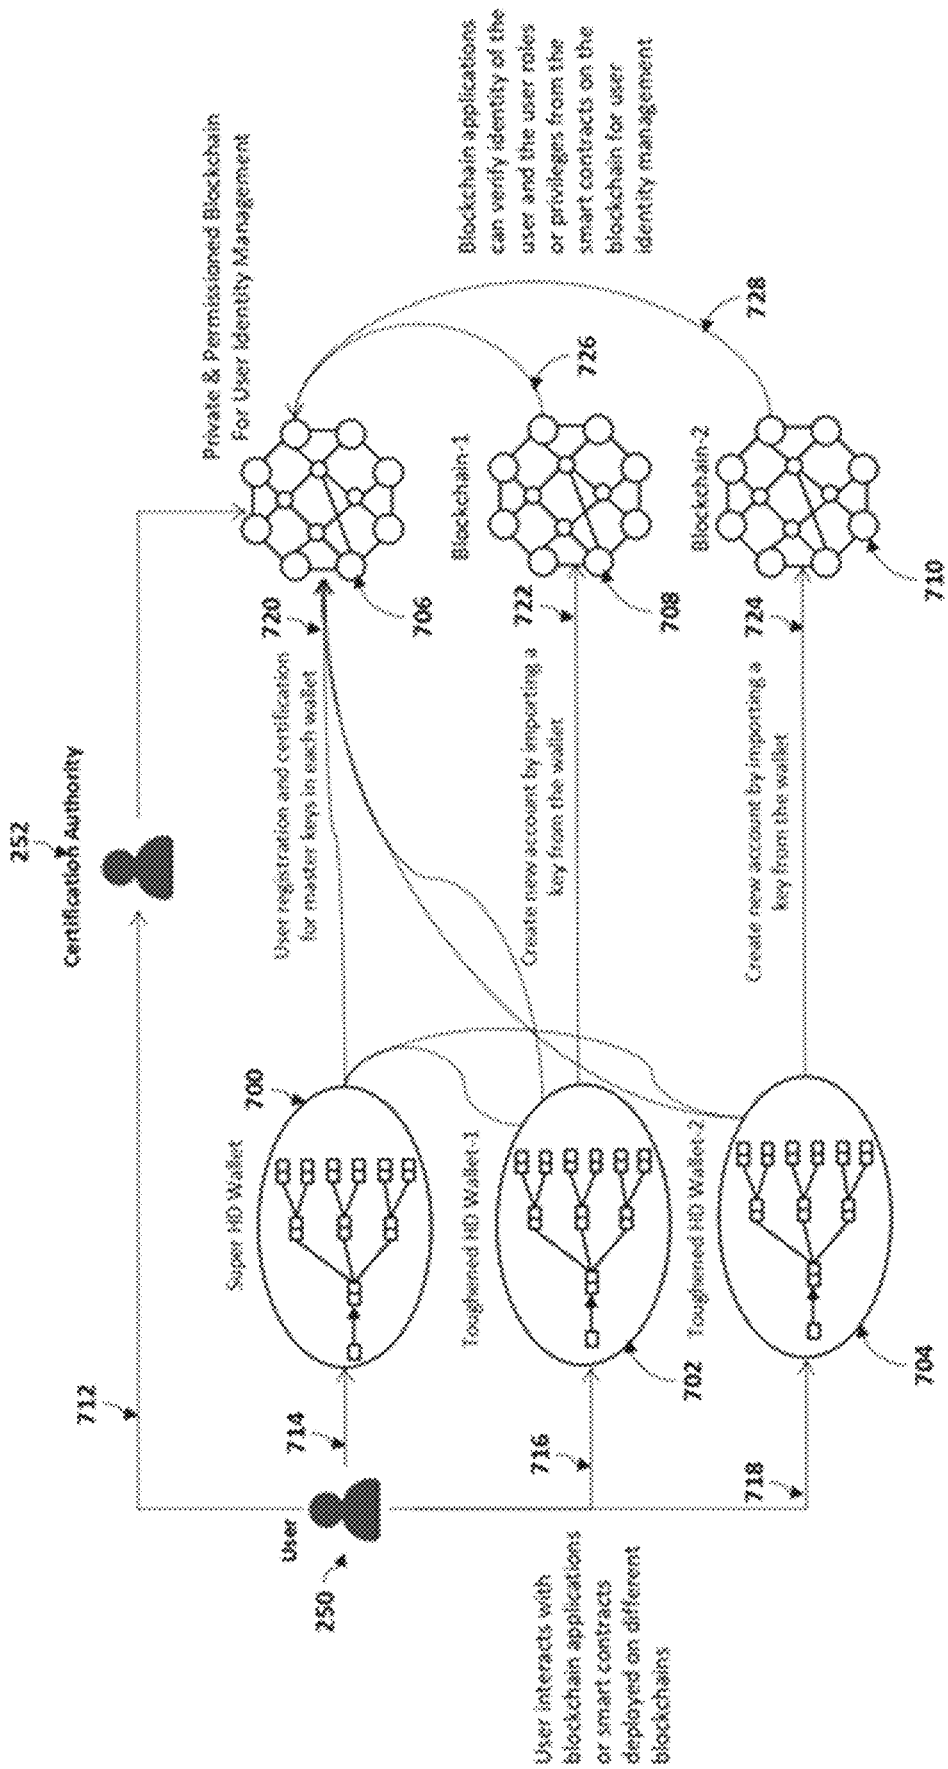 252
Certification Authority
712
Private & Permissioned Blockchain
For User Identity Management
User
250
714
Super HD Wallet
700
User registration and certification
for master keys in each wallet
720
706
User interacts with
blockchain applications
or smart contracts
deployed on different
blockchains
716
Toughened HD Wallet-1
702
Create new account by importing a
key from the wallet
722
Blockchain-1
708
726
Blockchain applications
can verify identity of the
user and the user roles
or privileges from the
smart contracts on the
blockchain for user
identity management
718
Toughened HD Wallet-2
704
Create new account by importing a
key from the wallet
724
Blockchain-2
710
728